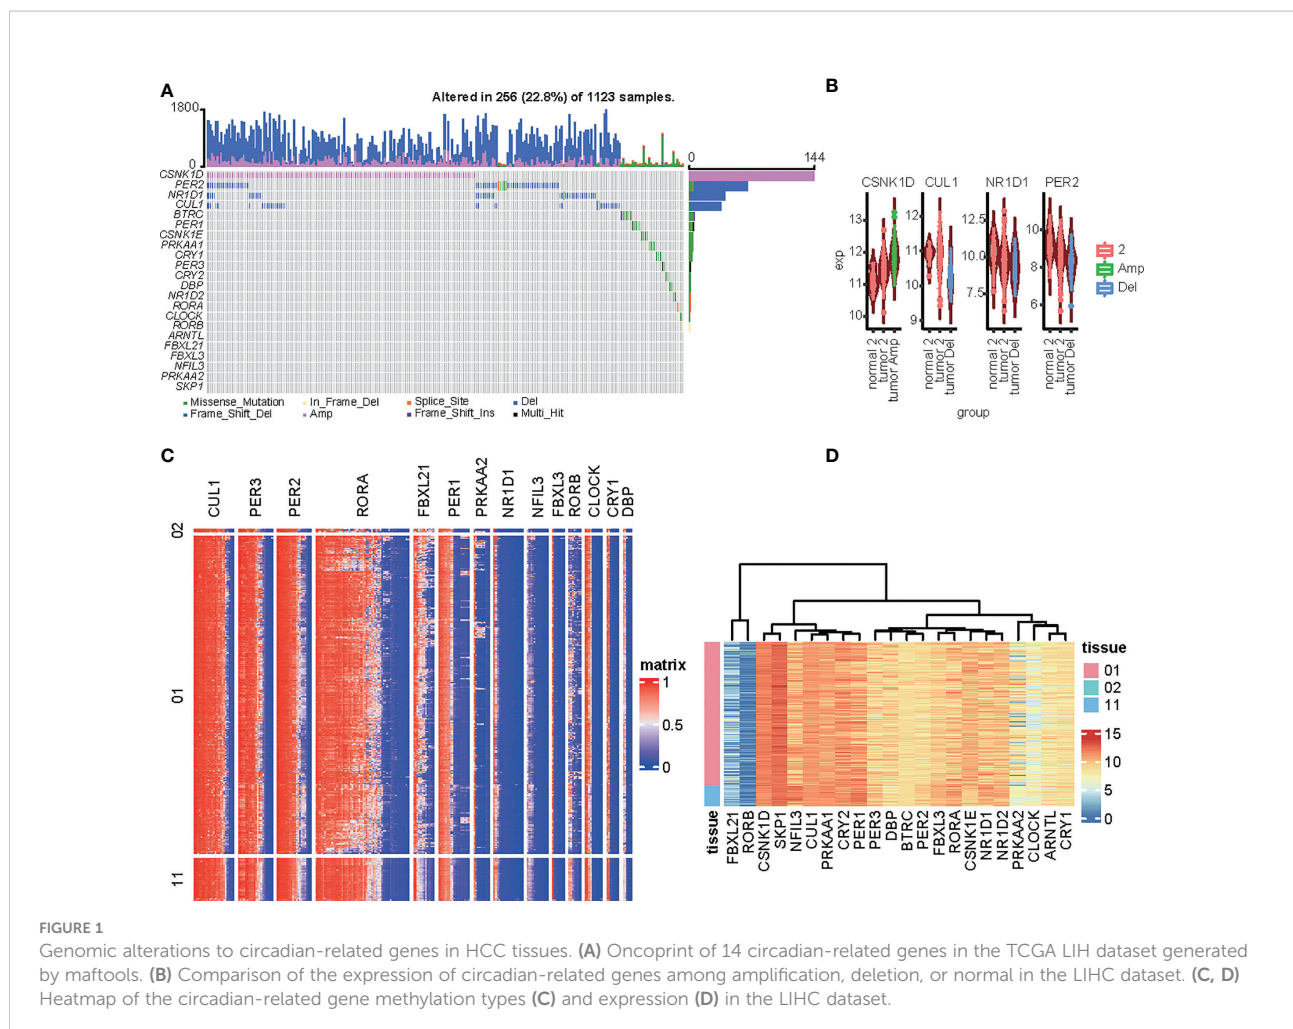 A
Altered in 256 (22.8%) of 1123 samples.
1800
0
0
144
CSNK1D
PER2
NR1D1
CUL1
BTRC
PER1
CSNK1E
PRKAA1
CRY1
PER3
CRY2
DBP
NR1D2
RORA
CLOCK
RORB
ARNTL
FBXL21
FBXL3
NFIL3
PRKAA2
SKP1
Missense_Mutation In_Frame_Del Splice_Site Del
Frame_Shift_Del Amp Frame_Shift_Ins Multi_Hit
B
CSNK1D CUL1 NR1D1 PER2
exp
13
12
11
10
12
11
10
9
12.5
10.0
7.5
10
8
6
normal 2
tumor 2
tumor Amp
normal 2
tumor 2
tumor Del
normal 2
tumor 2
tumor Del
normal 2
tumor 2
tumor Del
group
2
Amp
Del
C
CUL1 PER3 PER2 RORA FBXL21 PER1 PRKAA2 NR1D1 NFIL3 FBXL3 RORB CLOCK CRY1 DBP
02
01
11
matrix
1
0.5
0
D
tissue
01
02
11
15
10
5
0
tissue FBXL21 RORB CSNK1D SKP1 NFIL3 CUL1 PRKAA1 CRY2 PER1 PER3 DBP BTRC PER2 FBXL3 RORA CSNK1E NR1D1 NR1D2 PRKAA2 CLOCK ARNTL CRY1
FIGURE 1
Genomic alterations to circadian-related genes in HCC tissues. (A) Oncoprint of 14 circadian-related genes in the TCGA LIH dataset generated
by maftools. (B) Comparison of the expression of circadian-related genes among amplification, deletion, or normal in the LIHC dataset. (C, D)
Heatmap of the circadian-related gene methylation types (C) and expression (D) in the LIHC dataset.